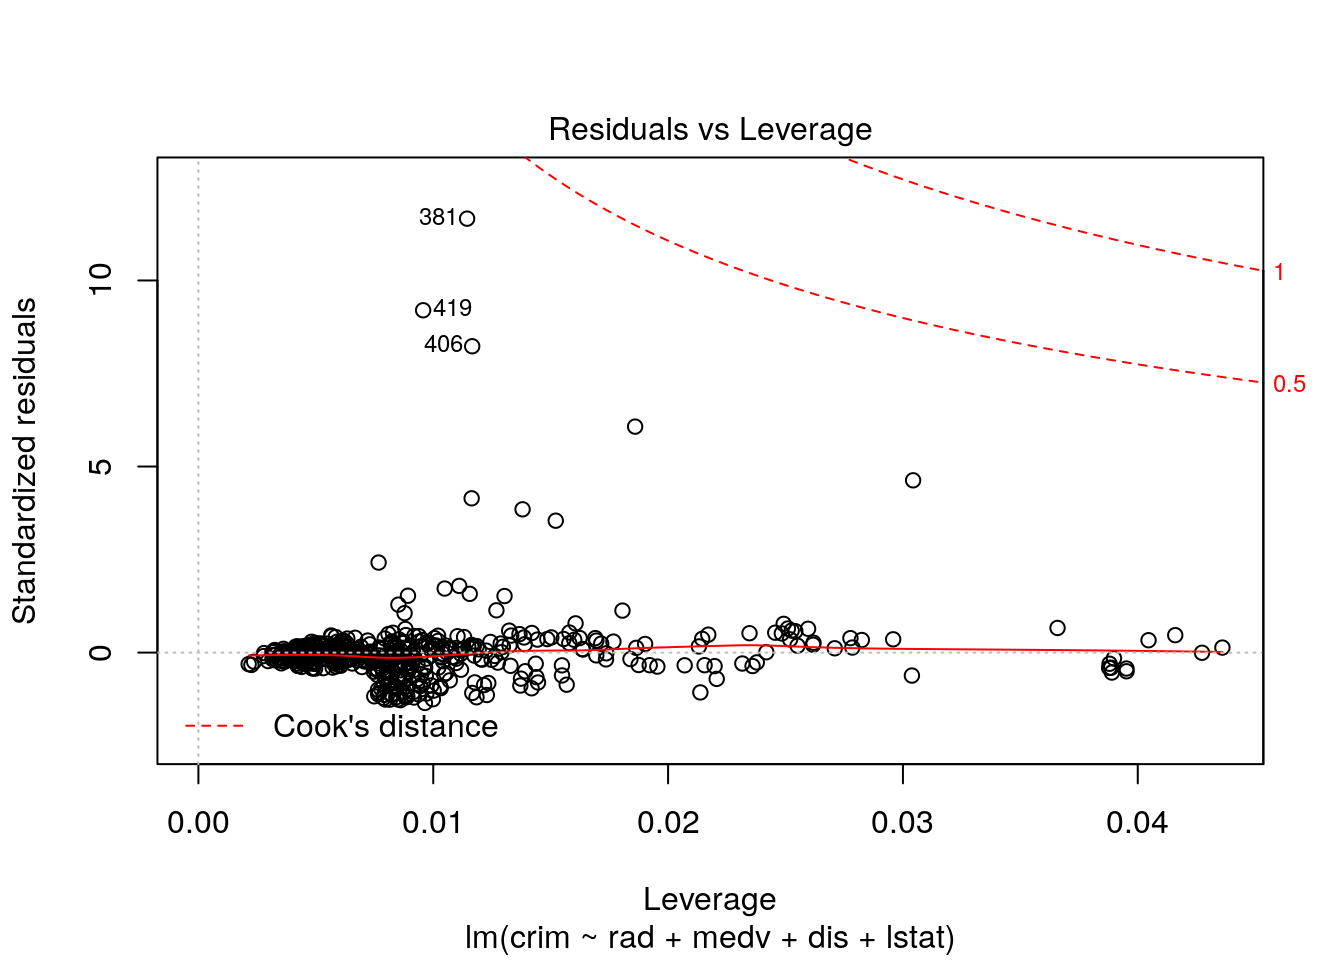 Residuals vs Leverage
Standardized residuals
10
5
0
381
419
406
1
0.5
Cook's distance
0.00 0.01 0.02 0.03 0.04
Leverage
lm(crim ~ rad + medv + dis + lstat)